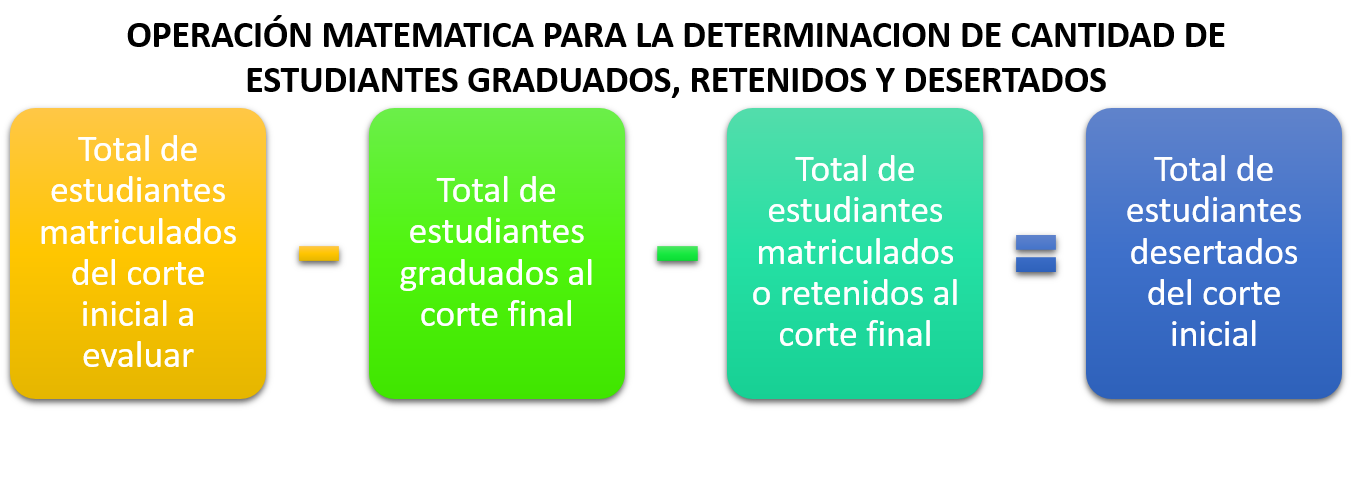 OPERACIÓN MATEMATICA PARA LA DETERMINACION DE CANTIDAD DE
ESTUDIANTES GRADUADOS, RETENIDOS Y DESERTADOS
Total de
estudiantes
matriculados
del corte
inicial a
evaluar
-
Total de
estudiantes
graduados al
corte final
-
Total de
estudiantes
matriculados
o retenidos al
corte final
=
Total de
estudiantes
desertados
del corte
inicial